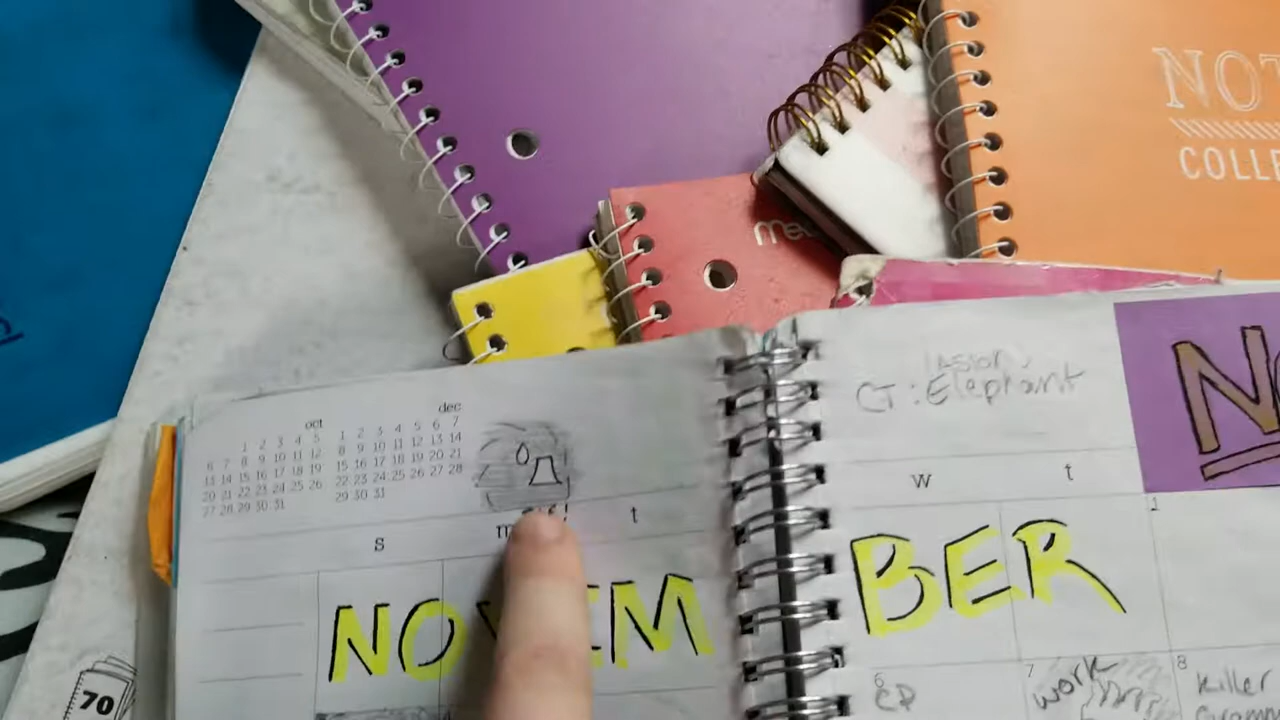 NOT
COLLE
mea
oct
dec
1 2 3 4 5
6 7 8 9 10 11 12
13 14 15 16 17 18 19
20 21 22 23 24 25 26
27 28 29 30 31
1 2 3 4 5 6 7
8 9 10 11 12 13 14
15 16 17 18 19 20 21
22 23 24 25 26 27 28
29 30 31
CT : Elephant
No
s
m
t
w
t
1
NOVEM
BER
6
CD
7
work
8
killer
70